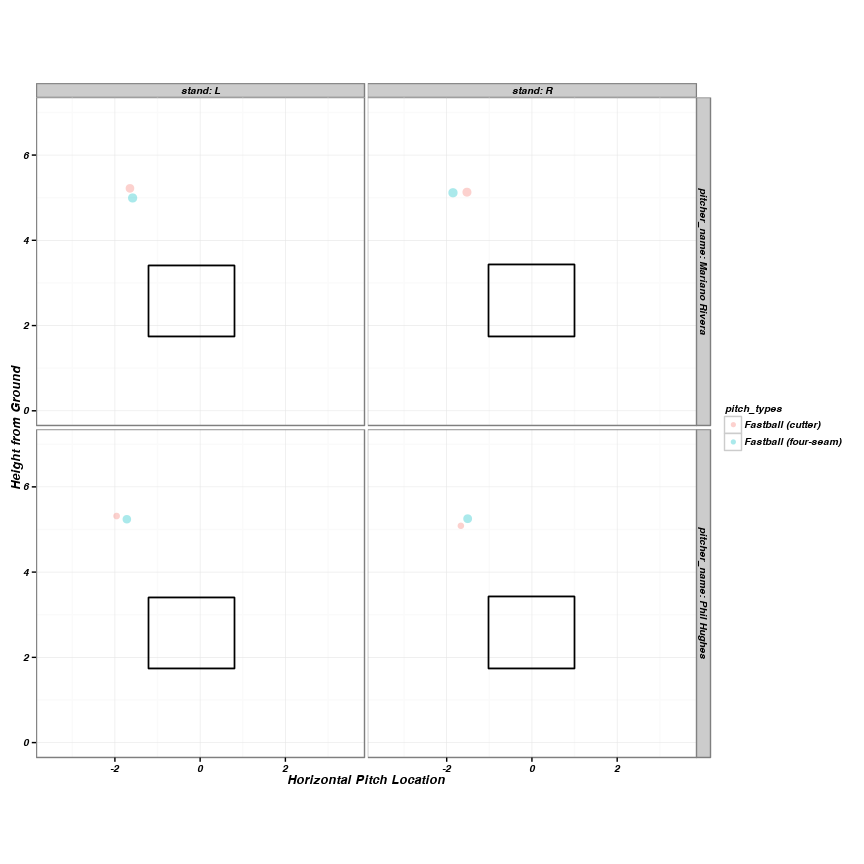 stand: L
stand: R
6
4
2
0
pitcher_name: Mariano Rivera
6
4
2
0
pitcher_name: Phil Hughes
-2
0
2
-2
0
2
Horizontal Pitch Location
Height from Ground
pitch_types
Fastball (cutter)
Fastball (four-seam)